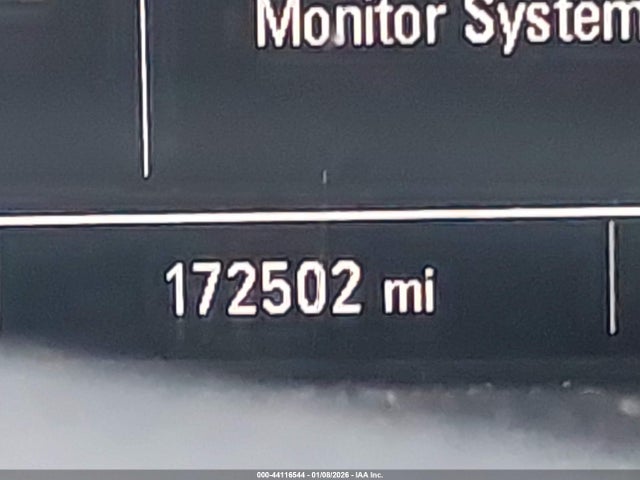 Monitor System
172502 mi
000-44116544 - 01/08/2026 - IAA Inc.